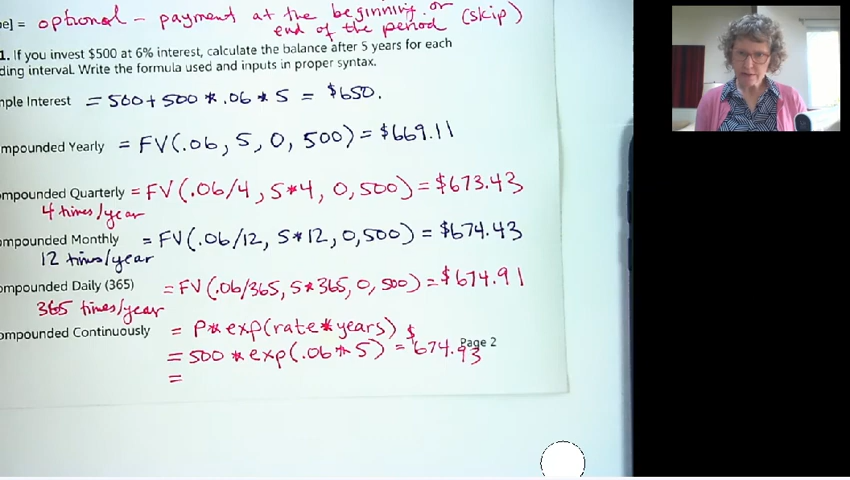 e] = optional - payment at the beginning or
end of the period (skip)
1. If you invest $500 at 6% interest, calculate the balance after 5 years for each
ding interval. Write the formula used and inputs in proper syntax.
mple Interest = 500+500*.06*5 = $650.
mpounded Yearly = FV(.06, 5, 0, 500) = $669.11
mpounded Quarterly = FV(.06/4, 5*4, 0, 500) = $673.43
4 times/year
ompounded Monthly = FV(.06/12, 5*12, 0,500) = $674.43
12 times/year
ompounded Daily (365) = FV(.06/365, 5*365, 0, 500) = $674.91
365 times/year
ompounded Continuously = P*exp(rate*years)
= 500*exp(.06*5) = $674.93
Page 2
=